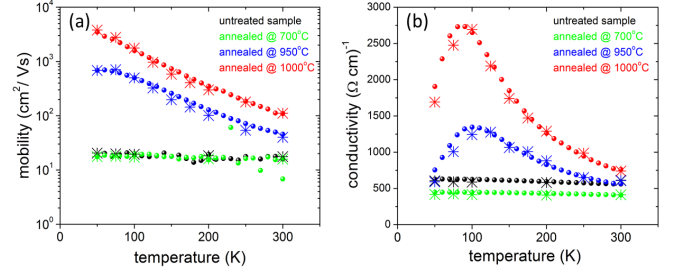 (a)
untreated sample
annealed @ 700°C
annealed @ 950°C
annealed @ 1000°C
mobility (cm²/ Vs)
10⁴
10³
10²
10¹
10⁰
0
50
100
150
200
250
300
temperature (K)
(b)
untreated sample
annealed @ 700°C
annealed @ 950°C
annealed @ 1000°C
conductivity (Ω cm)⁻¹
3000
2500
2000
1500
1000
500
0
0
50
100
150
200
250
300
temperature (K)